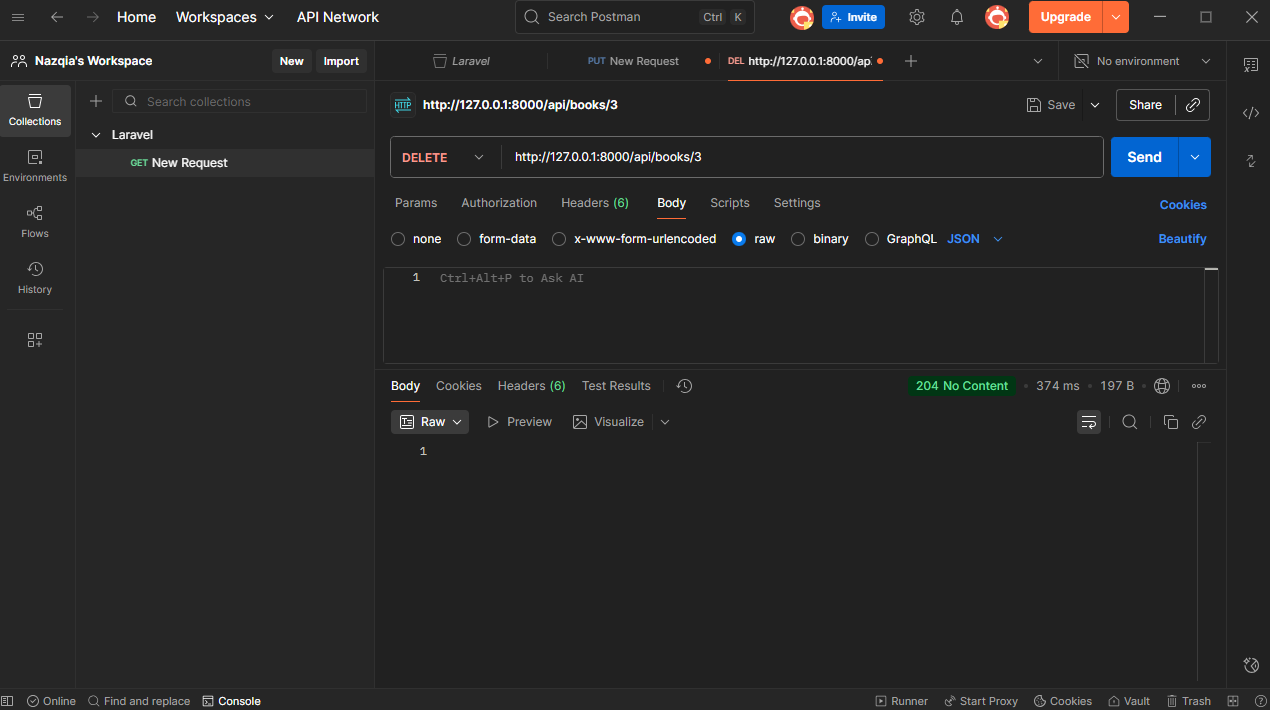 Home Workspaces API Network Search Postman Ctrl K Invite Upgrade
Nazqia's Workspace New Import Laravel PUT New Request DEL http://127.0.0.1:8000/api No environment
Collections Search collections http://127.0.0.1:8000/api/books/3 Save Share
Laravel
GET New Request
DELETE http://127.0.0.1:8000/api/books/3 Send
Environments
Params Authorization Headers (6) Body Scripts Settings Cookies
Flows
none form-data x-www-form-urlencoded raw binary GraphQL JSON Beautify
History
1 Ctrl+Alt+P to Ask AI
Body Cookies Headers (6) Test Results 204 No Content 374 ms 197 B
Raw Preview Visualize
1
Online Find and replace Console Runner Start Proxy Cookies Vault Trash